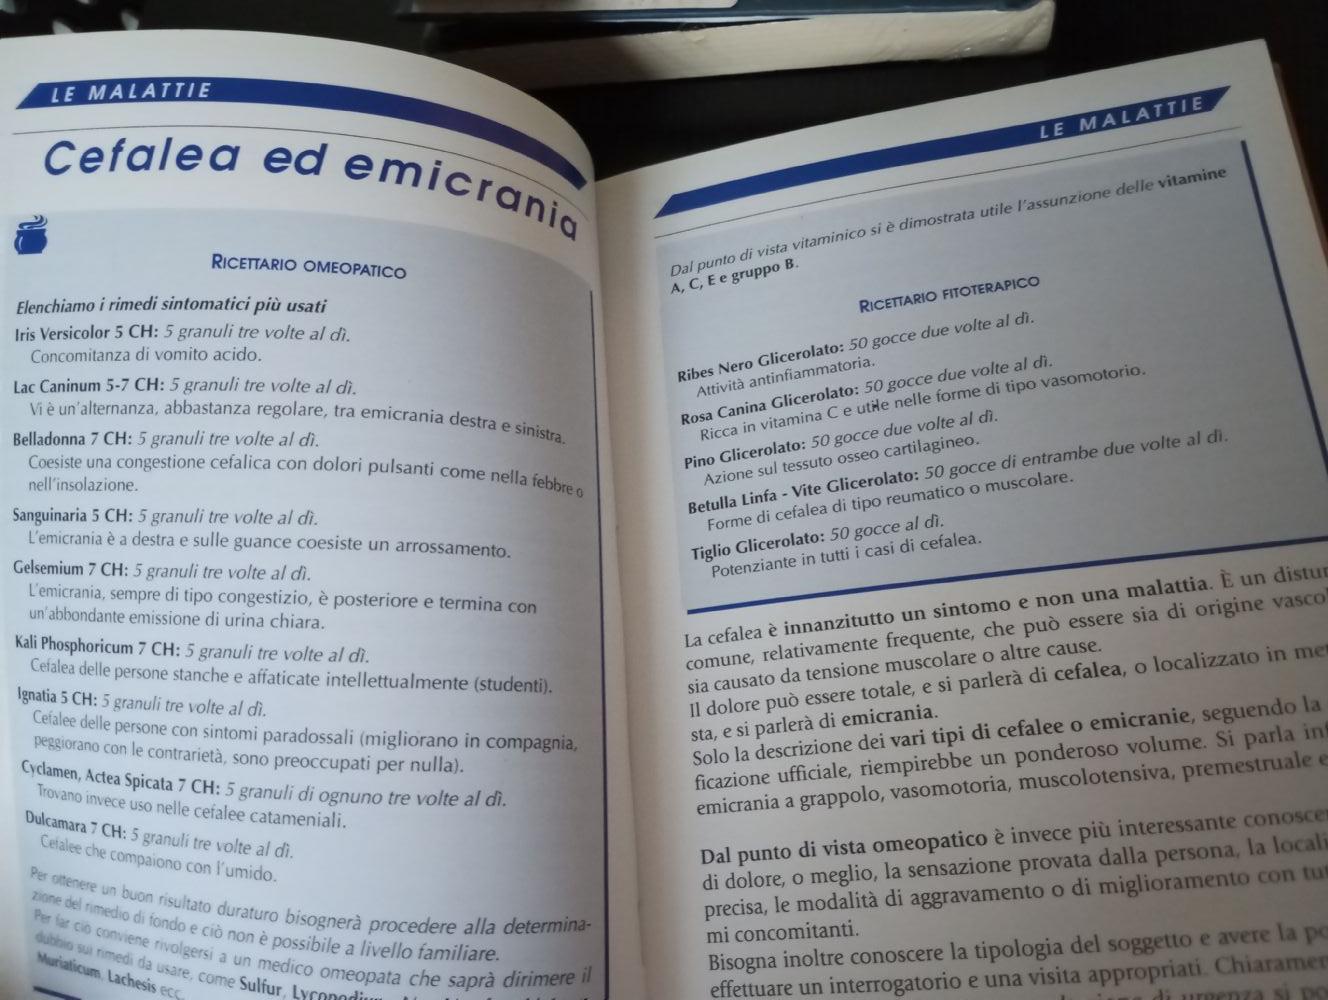 LE MALATTIE
Cefalea ed emicrania
RICETTARIO OMEOPATICO
Elenchiamo i rimedi sintomatici più usati
Iris Versicolor 5 CH: 5 granuli tre volte al dì.
Concomitanza di vomito acido.
Lac Caninum 5-7 CH: 5 granuli tre volte al dì.
Vi è un'alternanza, abbastanza regolare, tra emicrania destra e sinistra.
Belladonna 7 CH: 5 granuli tre volte al dì.
Coesiste una congestione cefalica con dolori pulsanti come nella febbre o
nell'insolazione.
Sanguinaria 5 CH: 5 granuli tre volte al dì.
L'emicrania è a destra e sulle guance coesiste un arrossamento.
Gelsemium 7 CH: 5 granuli tre volte al dì.
L'emicrania, sempre di tipo congestizio, è posteriore e termina con
un'abbondante emissione di urina chiara.
Kali Phosphoricum 7 CH: 5 granuli tre volte al dì.
Cefalea delle persone stanche e affaticate intellettualmente (studenti).
Ignatia 5 CH: 5 granuli tre volte al dì.
Cefalee delle persone con sintomi paradossali (migliorano in compagnia,
peggiorano con le contrarietà, sono preoccupati per nulla).
Cyclamen, Actea Spicata 7 CH: 5 granuli di ognuno tre volte al dì.
Trovano invece uso nelle cefalee catameniali.
Dulcamara 7 CH: 5 granuli tre volte al dì.
Cefalee che compaiono con l'umido.
Per ottenere un buon risultato duraturo bisognerà procedere alla determina-
zione del rimedio di fondo e ciò non è possibile a livello familiare.
Per far ciò conviene rivolgersi a un medico omeopata che saprà dirimere il
dubbio sui rimedi da usare, come Sulfur, Lycopodium,
Muriaticum, Lachesis ecc.
LE MALATTIE
Dal punto di vista vitaminico si è dimostrata utile l'assunzione delle vitamine
A, C, E e gruppo B.
RICETTARIO FITOTERAPICO
Ribes Nero Glicerolato: 50 gocce due volte al dì.
Attività antinfiammatoria.
Rosa Canina Glicerolato: 50 gocce due volte al dì.
Ricca in vitamina C e utile nelle forme di tipo vasomotorio.
Pino Glicerolato: 50 gocce due volte al dì.
Azione sul tessuto osseo cartilagineo.
Betulla Linfa - Vite Glicerolato: 50 gocce di entrambe due volte al dì.
Forme di cefalea di tipo reumatico o muscolare.
Tiglio Glicerolato: 50 gocce al dì.
Potenziante in tutti i casi di cefalea.
La cefalea è innanzitutto un sintomo e non una malattia. È un distur
comune, relativamente frequente, che può essere sia di origine vascol
sia causato da tensione muscolare o altre cause.
Il dolore può essere totale, e si parlerà di cefalea, o localizzato in me
sta, e si parlerà di emicrania.
Solo la descrizione dei vari tipi di cefalee o emicranie, seguendo la
ficazione ufficiale, riempirebbe un ponderoso volume. Si parla inf
emicrania a grappolo, vasomotoria, muscolotensiva, premestruale e
Dal punto di vista omeopatico è invece più interessante conoscer
di dolore, o meglio, la sensazione provata dalla persona, la locali
precisa, le modalità di aggravamento o di miglioramento con tut
mi concomitanti.
Bisogna inoltre conoscere la tipologia del soggetto e avere la po
effettuare un interrogatorio e una visita appropriati. Chiaramen
di urgenza si po